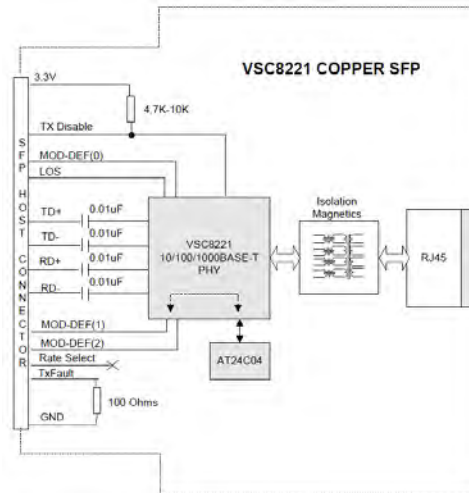 VSC8221 COPPER SFP
3.3V
4.7K-10K
TX Disable
MOD-DEF(0)
LOS
SFP HOST CONNECTOR
TD+
0.01uF
TD-
0.01uF
RD+
0.01uF
RD-
0.01uF
VSC8221
10/100/1000BASE-T
PHY
Isolation
Magnetics
RJ45
MOD-DEF(1)
MOD-DEF(2)
Rate Select
TxFault
AT24C04
100 Ohms
GND